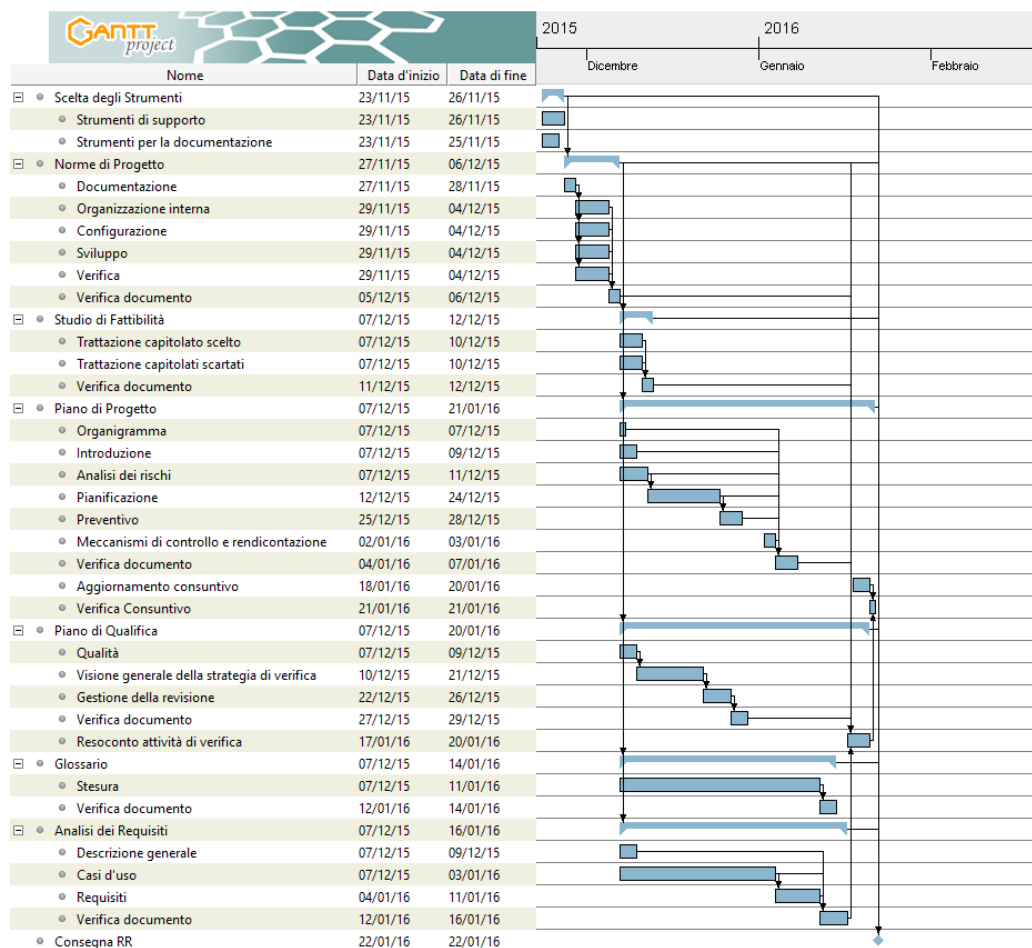 GANTT project
2015 2016
Dicembre Gennaio Febbraio
Nome Data d'inizio Data di fine
Scelta degli Strumenti 23/11/15 26/11/15
Strumenti di supporto 23/11/15 26/11/15
Strumenti per la documentazione 23/11/15 25/11/15
Norme di Progetto 27/11/15 06/12/15
Documentazione 27/11/15 28/11/15
Organizzazione interna 29/11/15 04/12/15
Configurazione 29/11/15 04/12/15
Sviluppo 29/11/15 04/12/15
Verifica 29/11/15 04/12/15
Verifica documento 05/12/15 06/12/15
Studio di Fattibilità 07/12/15 12/12/15
Trattazione capitolato scelto 07/12/15 10/12/15
Trattazione capitolati scartati 07/12/15 10/12/15
Verifica documento 11/12/15 12/12/15
Piano di Progetto 07/12/15 21/01/16
Organigramma 07/12/15 07/12/15
Introduzione 07/12/15 09/12/15
Analisi dei rischi 07/12/15 11/12/15
Pianificazione 12/12/15 24/12/15
Preventivo 25/12/15 28/12/15
Meccanismi di controllo e rendicontazione 02/01/16 03/01/16
Verifica documento 04/01/16 07/01/16
Aggiornamento consuntivo 18/01/16 20/01/16
Verifica Consuntivo 21/01/16 21/01/16
Piano di Qualifica 07/12/15 20/01/16
Qualità 07/12/15 09/12/15
Visione generale della strategia di verifica 10/12/15 21/12/15
Gestione della revisione 22/12/15 26/12/15
Verifica documento 27/12/15 29/12/15
Resoconto attività di verifica 17/01/16 20/01/16
Glossario 07/12/15 14/01/16
Stesura 07/12/15 11/01/16
Verifica documento 12/01/16 14/01/16
Analisi dei Requisiti 07/12/15 16/01/16
Descrizione generale 07/12/15 09/12/15
Casi d'uso 07/12/15 03/01/16
Requisiti 04/01/16 11/01/16
Verifica documento 12/01/16 16/01/16
Consegna RR 22/01/16 22/01/16